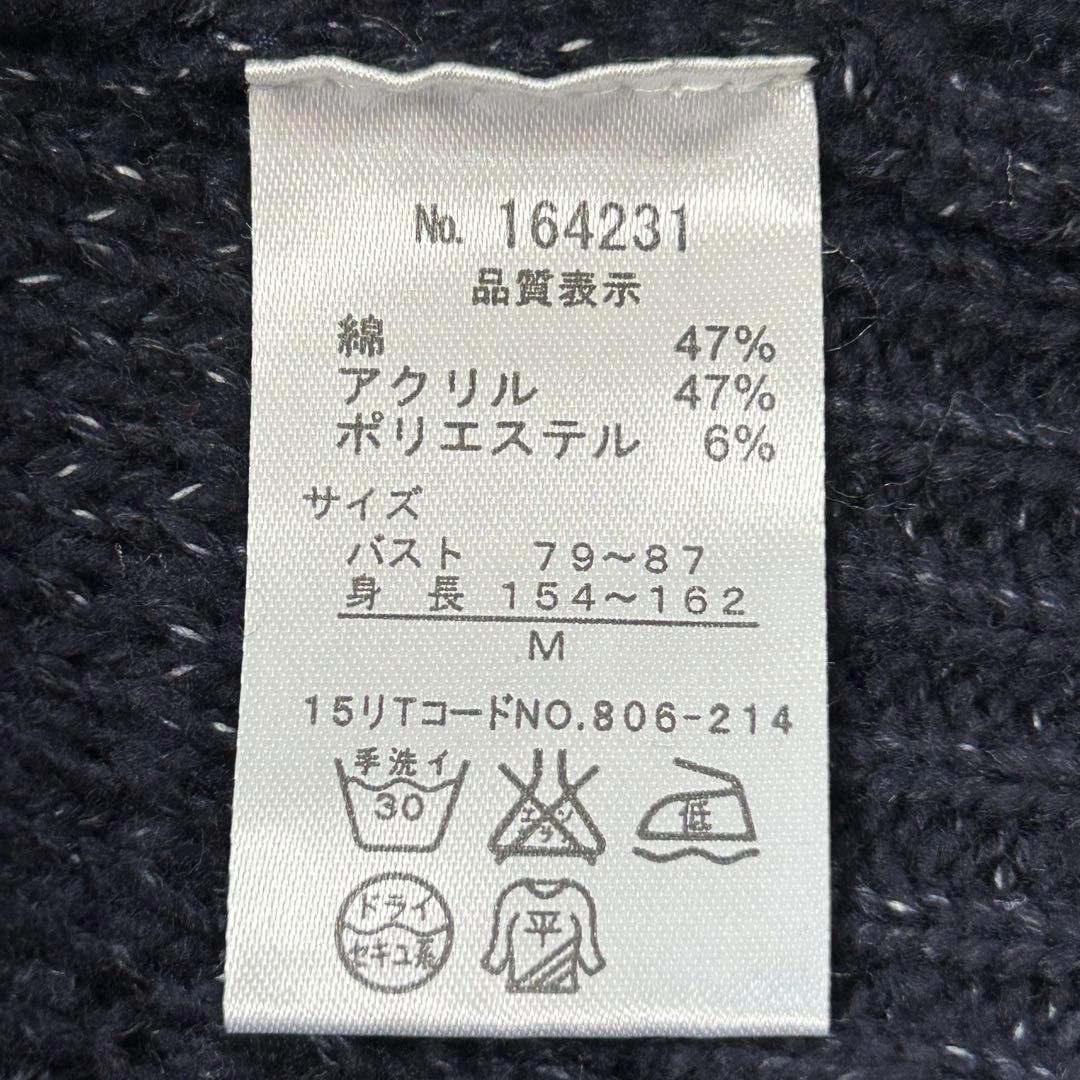 No. 164231
品質表示
綿 47%
アクリル 47%
ポリエステル 6%
サイズ
バスト 79～87
身 長 154～162
M
15リTコードNO.806-214
手洗イ
30
エンソ
サラ
低
ドライ
セキユ系
平